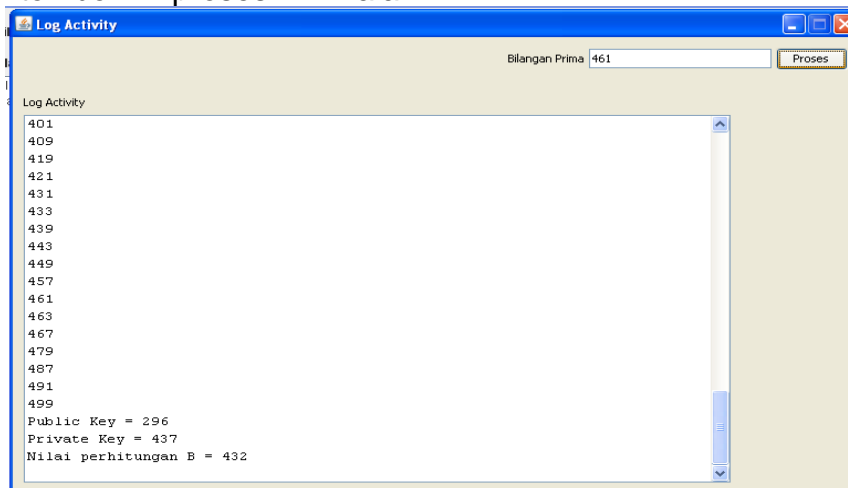 Log Activity
Bilangan Prima 461 Proses
Log Activity
401
409
419
421
431
433
439
443
449
457
461
463
467
479
487
491
499
Public Key = 296
Private Key = 437
Nilai perhitungan B = 432